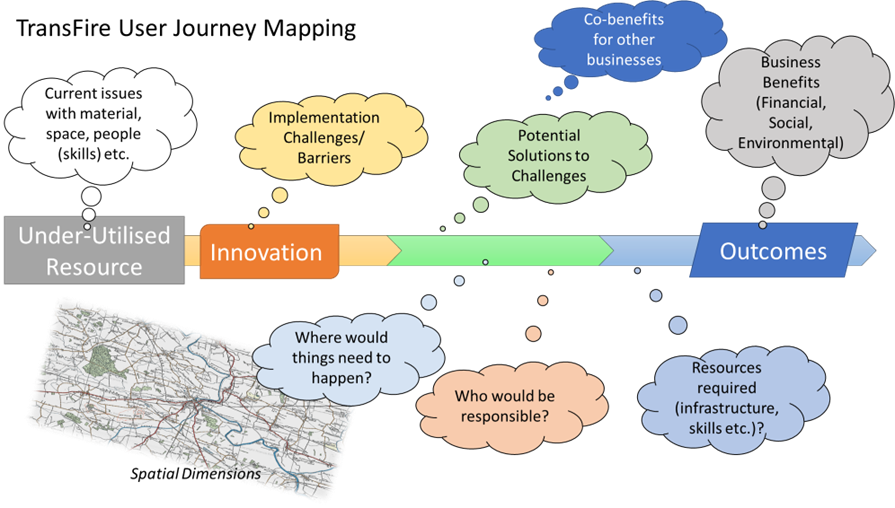 TransFire User Journey Mapping
Co-benefits
for other
businesses
Current issues
with material,
space, people
(skills) etc.
Implementation
Challenges/
Barriers
Potential
Solutions to
Challenges
Business
Benefits
(Financial,
Social,
Environmental)
Under-Utilised
Resource
Innovation
Outcomes
Where would
things need to
happen?
Who would be
responsible?
Resources
required
(infrastructure,
skills etc.)?
Spatial Dimensions